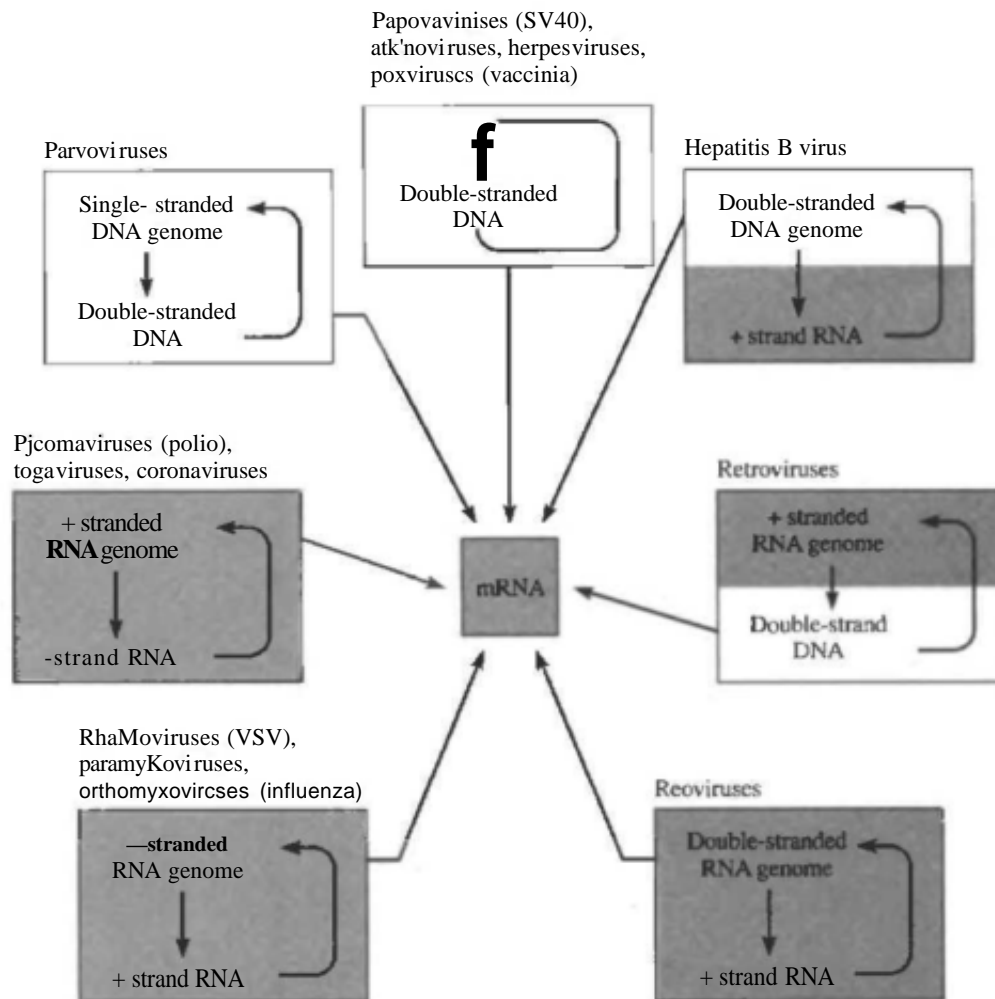 Papovavinises (SV40),
atk'noviruses, herpesviruses,
poxviruscs (vaccinia)
f
Double-stranded
DNA
Parvoviruses
Single- stranded
DNA genome
Double-stranded
DNA
Hepatitis B virus
Double-stranded
DNA genome
+ strand RNA
Pjcomaviruses (polio),
togaviruses, coronaviruses
+ stranded
RNA genome
-strand RNA
mRNA
Retroviruses
+ stranded
RNA genome
Double-strand
DNA
RhaMoviruses (VSV),
paramyKoviruses,
orthomyxovircses (influenza)
—stranded
RNA genome
+ strand RNA
Reoviruses
Double-stranded
RNA genome
+ strand RNA